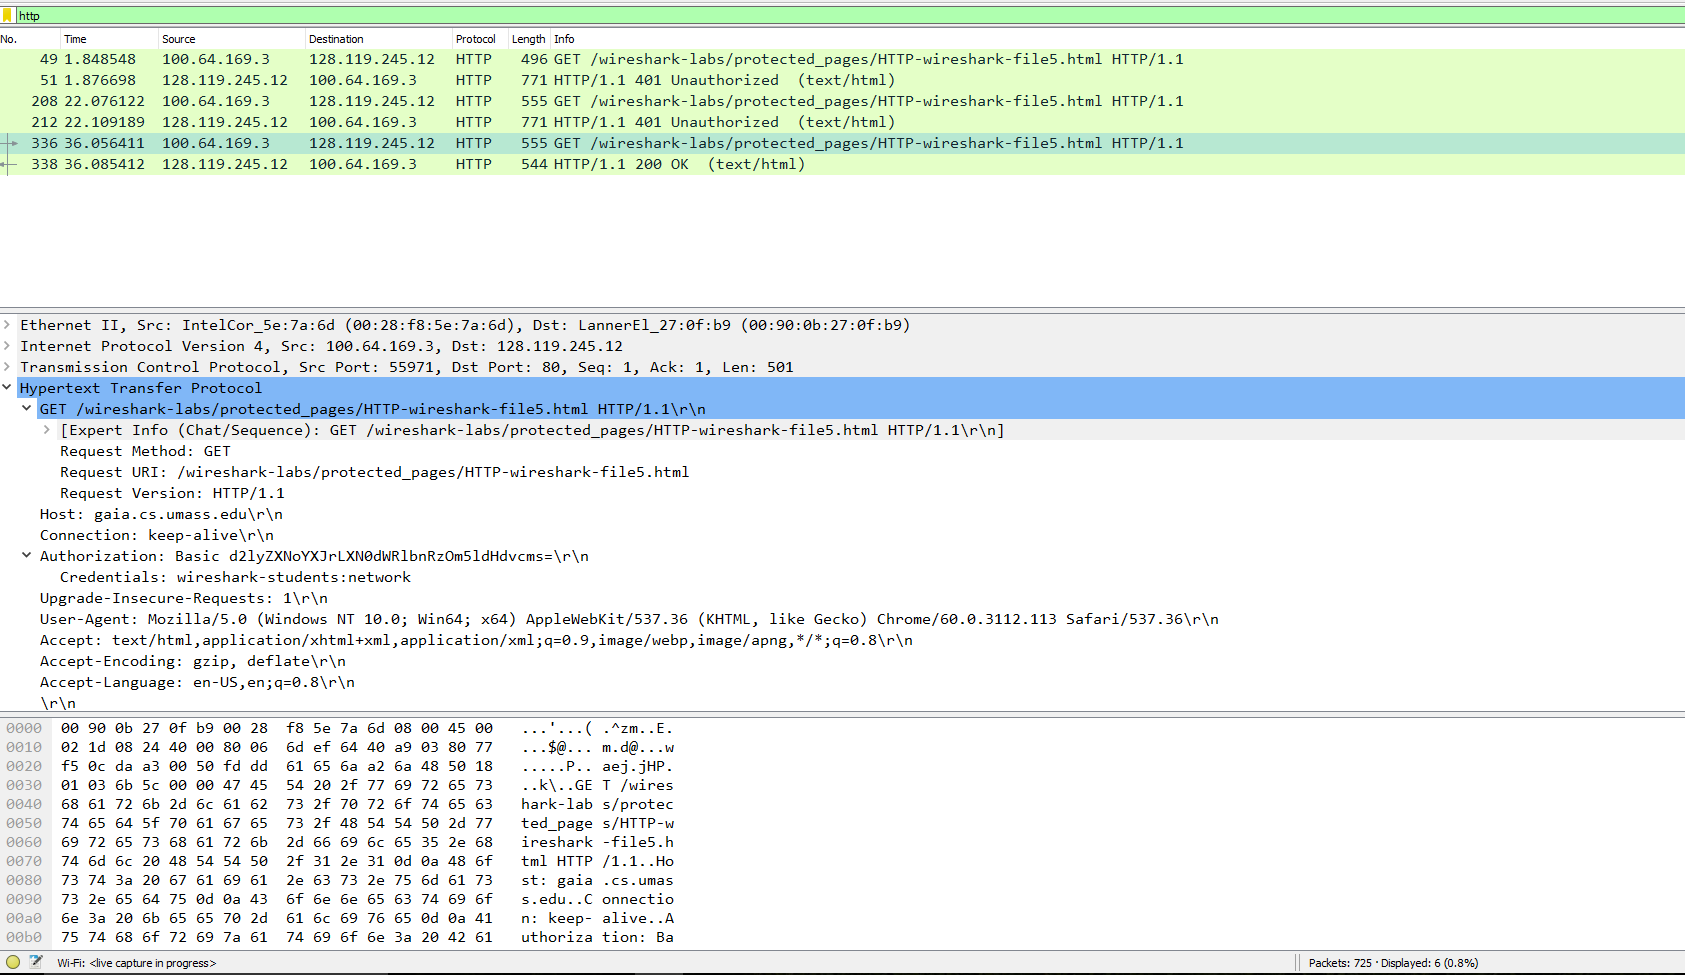 http
No. Time Source Destination Protocol Length Info
49 1.848548 100.64.169.3 128.119.245.12 HTTP 496 GET /wireshark-labs/protected_pages/HTTP-wireshark-file5.html HTTP/1.1
51 1.876698 128.119.245.12 100.64.169.3 HTTP 771 HTTP/1.1 401 Unauthorized (text/html)
208 22.076122 100.64.169.3 128.119.245.12 HTTP 555 GET /wireshark-labs/protected_pages/HTTP-wireshark-file5.html HTTP/1.1
212 22.109189 128.119.245.12 100.64.169.3 HTTP 771 HTTP/1.1 401 Unauthorized (text/html)
336 36.056411 100.64.169.3 128.119.245.12 HTTP 555 GET /wireshark-labs/protected_pages/HTTP-wireshark-file5.html HTTP/1.1
338 36.085412 128.119.245.12 100.64.169.3 HTTP 544 HTTP/1.1 200 OK (text/html)
Ethernet II, Src: IntelCor_5e:7a:6d (00:28:f8:5e:7a:6d), Dst: LannerEl_27:0f:b9 (00:90:0b:27:0f:b9)
Internet Protocol Version 4, Src: 100.64.169.3, Dst: 128.119.245.12
Transmission Control Protocol, Src Port: 55971, Dst Port: 80, Seq: 1, Ack: 1, Len: 501
Hypertext Transfer Protocol
GET /wireshark-labs/protected_pages/HTTP-wireshark-file5.html HTTP/1.1\r\n
[Expert Info (Chat/Sequence): GET /wireshark-labs/protected_pages/HTTP-wireshark-file5.html HTTP/1.1\r\n]
Request Method: GET
Request URI: /wireshark-labs/protected_pages/HTTP-wireshark-file5.html
Request Version: HTTP/1.1
Host: gaia.cs.umass.edu\r\n
Connection: keep-alive\r\n
Authorization: Basic d2lyZXNoYXJrLXN0dWRlbnRzOm5ldHdvcms=\r\n
Credentials: wireshark-students:network
Upgrade-Insecure-Requests: 1\r\n
User-Agent: Mozilla/5.0 (Windows NT 10.0; Win64; x64) AppleWebKit/537.36 (KHTML, like Gecko) Chrome/60.0.3112.113 Safari/537.36\r\n
Accept: text/html,application/xhtml+xml,application/xml;q=0.9,image/webp,image/apng,*/*;q=0.8\r\n
Accept-Encoding: gzip, deflate\r\n
Accept-Language: en-US,en;q=0.8\r\n
\r\n
0000 00 90 0b 27 0f b9 00 28 f8 5e 7a 6d 08 00 45 00 ...'...( .^zm..E.
0010 02 1d 08 24 40 00 80 06 6d ef 64 40 a9 03 80 77 ...$@... m.d@...w
0020 f5 0c da a3 00 50 fd dd 61 65 6a a2 6a 48 50 18 .....P.. aej.jHP.
0030 01 03 6b 5c 00 00 47 45 54 20 2f 77 69 72 65 73 ..k\..GE T /wires
0040 68 61 72 6b 2d 6c 61 62 73 2f 70 72 6f 74 65 63 hark-lab s/protec
0050 74 65 64 5f 70 61 67 65 73 2f 48 54 54 50 2d 77 ted_page s/HTTP-w
0060 69 72 65 73 68 61 72 6b 2d 66 69 6c 65 35 2e 68 ireshark -file5.h
0070 74 6d 6c 20 48 54 54 50 2f 31 2e 31 0d 0a 48 6f tml HTTP /1.1..Ho
0080 73 74 3a 20 67 61 69 61 2e 63 73 2e 75 6d 61 73 st: gaia .cs.umas
0090 73 2e 65 64 75 0d 0a 43 6f 6e 6e 65 63 74 69 6f s.edu..C onnectio
00a0 6e 3a 20 6b 65 65 70 2d 61 6c 69 76 65 0d 0a 41 n: keep- alive..A
00b0 75 74 68 6f 72 69 7a 61 74 69 6f 6e 3a 20 42 61 uthoriza tion: Ba
Wi-Fi: <live capture in progress> Packets: 725 · Displayed: 6 (0.8%)